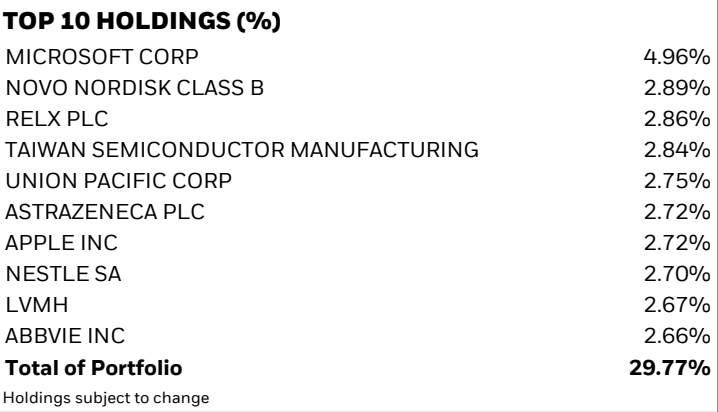 TOP 10 HOLDINGS (%)
MICROSOFT CORP 4.96%
NOVO NORDISK CLASS B 2.89%
RELX PLC 2.86%
TAIWAN SEMICONDUCTOR MANUFACTURING 2.84%
UNION PACIFIC CORP 2.75%
ASTRAZENECA PLC 2.72%
APPLE INC 2.72%
NESTLE SA 2.70%
LVMH 2.67%
ABBVIE INC 2.66%
Total of Portfolio 29.77%
Holdings subject to change